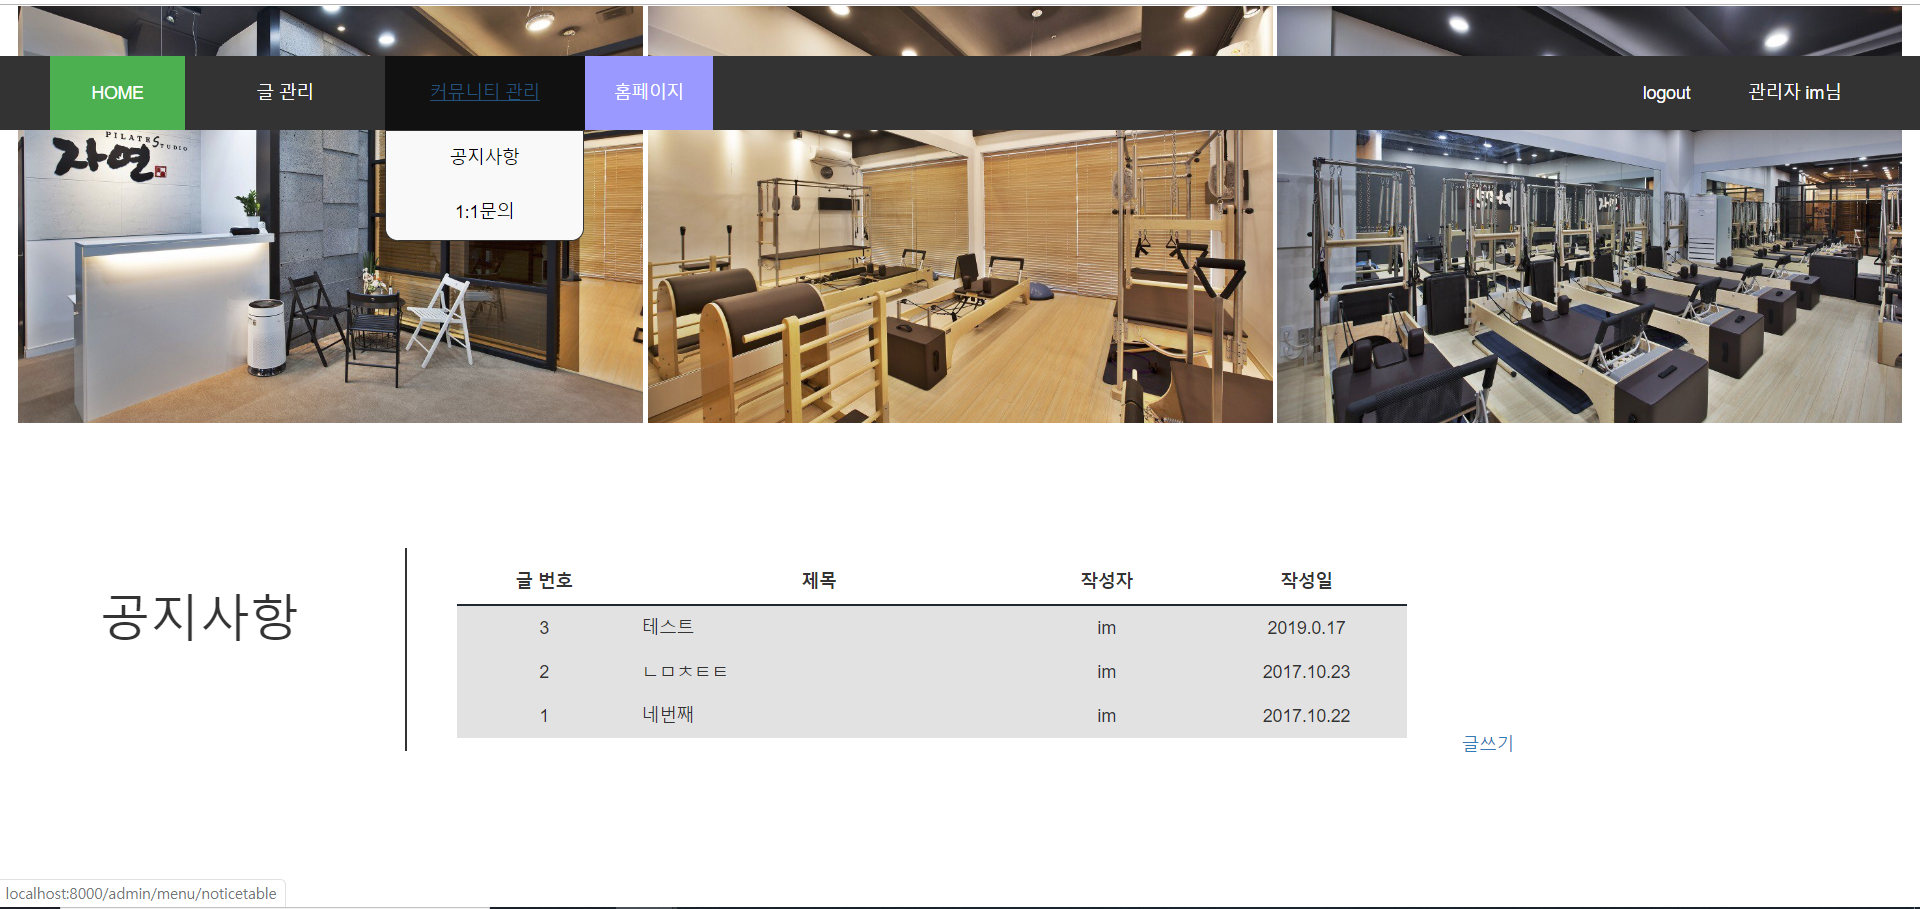 HOME 글 관리 커뮤니티 관리 홈페이지 logout 관리자 im님
PILATES STUDIO
자연
공지사항
1:1문의
공지사항
글 번호 제목 작성자 작성일
3 테스트 im 2019.0.17
2 ㄴㅁㅊㅌㅌ im 2017.10.23
1 네번째 im 2017.10.22
글쓰기
localhost:8000/admin/menu/noticetable